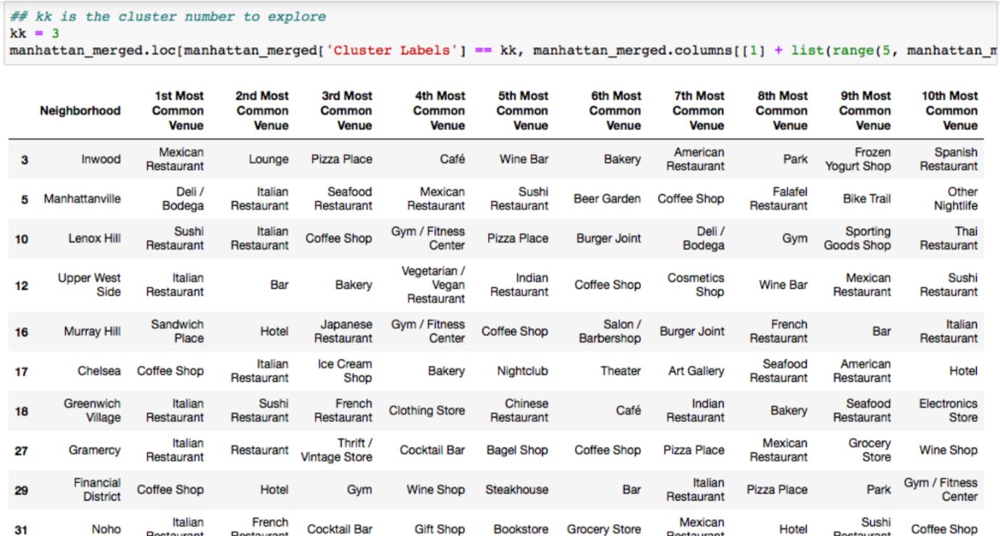 ## kk is the cluster number to explore
kk = 3
manhattan_merged.loc[manhattan_merged['Cluster Labels'] == kk, manhattan_merged.columns[[1] + list(range(5, manhattan_m
Neighborhood 1st Most Common Venue 2nd Most Common Venue 3rd Most Common Venue 4th Most Common Venue 5th Most Common Venue 6th Most Common Venue 7th Most Common Venue 8th Most Common Venue 9th Most Common Venue 10th Most Common Venue
3 Inwood Mexican Restaurant Lounge Pizza Place Café Wine Bar Bakery American Restaurant Park Frozen Yogurt Shop Spanish Restaurant
5 Manhattanville Deli / Bodega Italian Restaurant Seafood Restaurant Mexican Restaurant Sushi Restaurant Beer Garden Coffee Shop Falafel Restaurant Bike Trail Other Nightlife
10 Lenox Hill Sushi Restaurant Italian Restaurant Coffee Shop Gym / Fitness Center Pizza Place Burger Joint Deli / Bodega Gym Sporting Goods Shop Thai Restaurant
12 Upper West Side Italian Restaurant Bar Bakery Vegetarian / Vegan Restaurant Indian Restaurant Coffee Shop Cosmetics Shop Wine Bar Mexican Restaurant Sushi Restaurant
16 Murray Hill Sandwich Place Hotel Japanese Restaurant Gym / Fitness Center Coffee Shop Salon / Barbershop Burger Joint French Restaurant Bar Italian Restaurant
17 Chelsea Coffee Shop Italian Restaurant Ice Cream Shop Bakery Nightclub Theater Art Gallery Seafood Restaurant American Restaurant Hotel
18 Greenwich Village Italian Restaurant Sushi Restaurant French Restaurant Clothing Store Chinese Restaurant Café Indian Restaurant Bakery Seafood Restaurant Electronics Store
27 Gramercy Italian Restaurant Restaurant Thrift / Vintage Store Cocktail Bar Bagel Shop Coffee Shop Pizza Place Mexican Restaurant Grocery Store Wine Shop
29 Financial District Coffee Shop Hotel Gym Wine Shop Steakhouse Bar Italian Restaurant Pizza Place Park Gym / Fitness Center
31 Noho Italian Restaurant French Restaurant Cocktail Bar Gift Shop Bookstore Grocery Store Mexican Restaurant Hotel Sushi Restaurant Coffee Shop